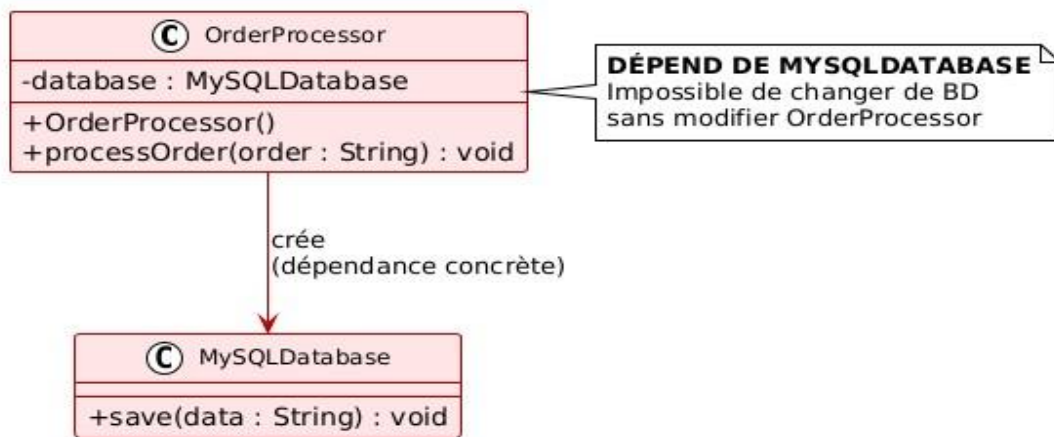 C OrderProcessor
-database : MySQLDatabase
+OrderProcessor()
+processOrder(order : String) : void
DÉPEND DE MYSQLDATABASE
Impossible de changer de BD
sans modifier OrderProcessor
crée
(dépendance concrète)
C MySQLDatabase
+save(data : String) : void